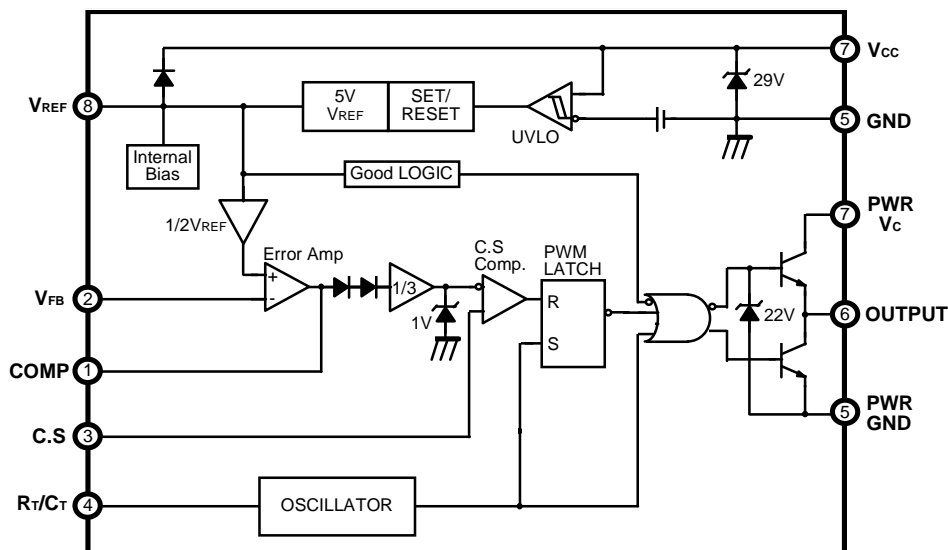 7
VCC
29V
5V
VREF
SET/
RESET
UVLO
VREF
8
5
GND
Internal
Bias
Good LOGIC
PWR
VC
7
1/2VREF
Error Amp
C.S
Comp.
PWM
LATCH
+
-
1/3
VFB
2
1V
R
S
22V
6
OUTPUT
COMP
1
5
PWR
GND
C.S
3
RT/CT
4
OSCILLATOR